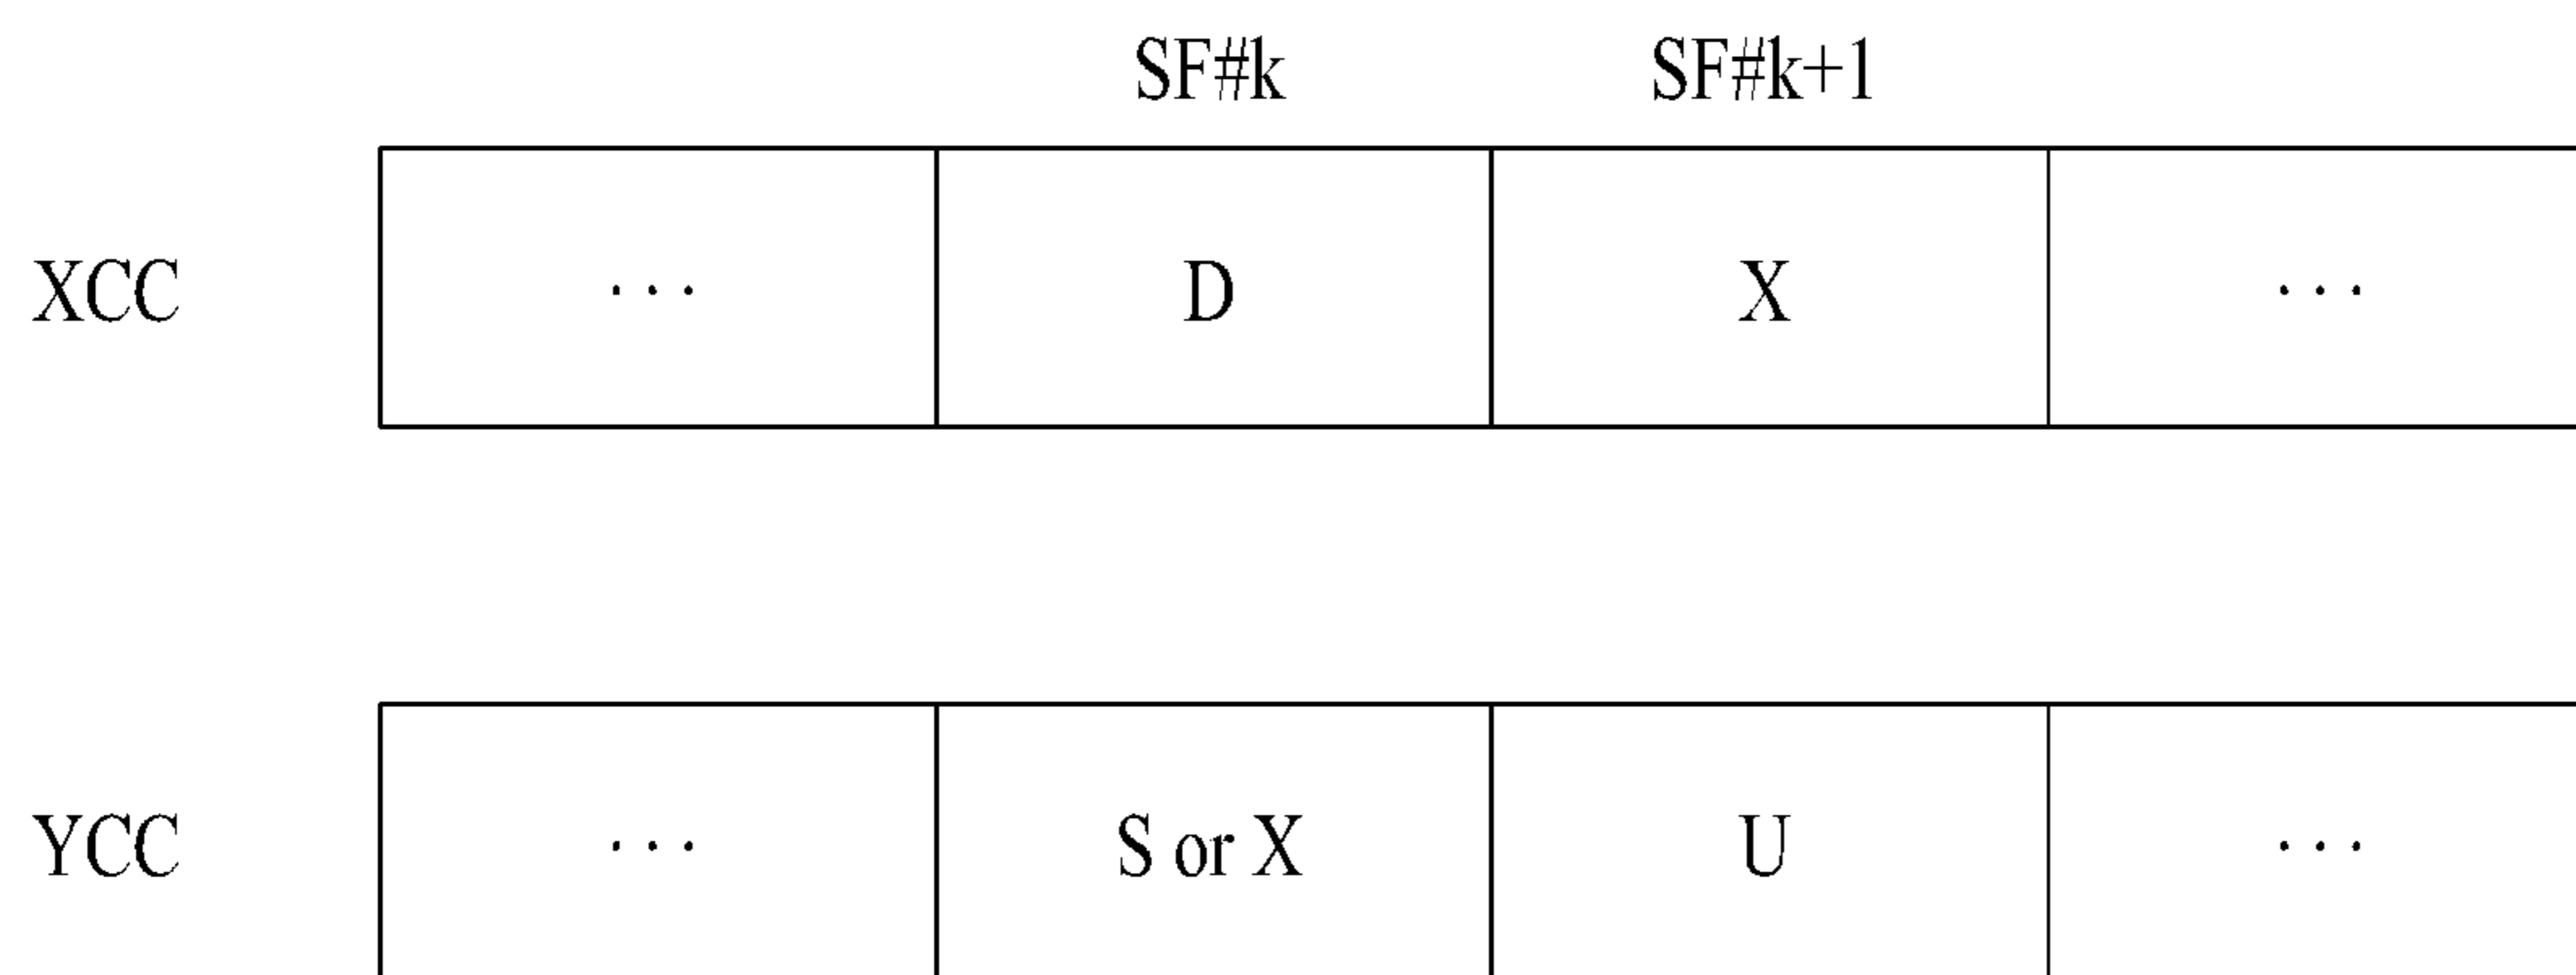 SF#k SF#k+1
XCC ... D X ...
YCC ... S or X U ...